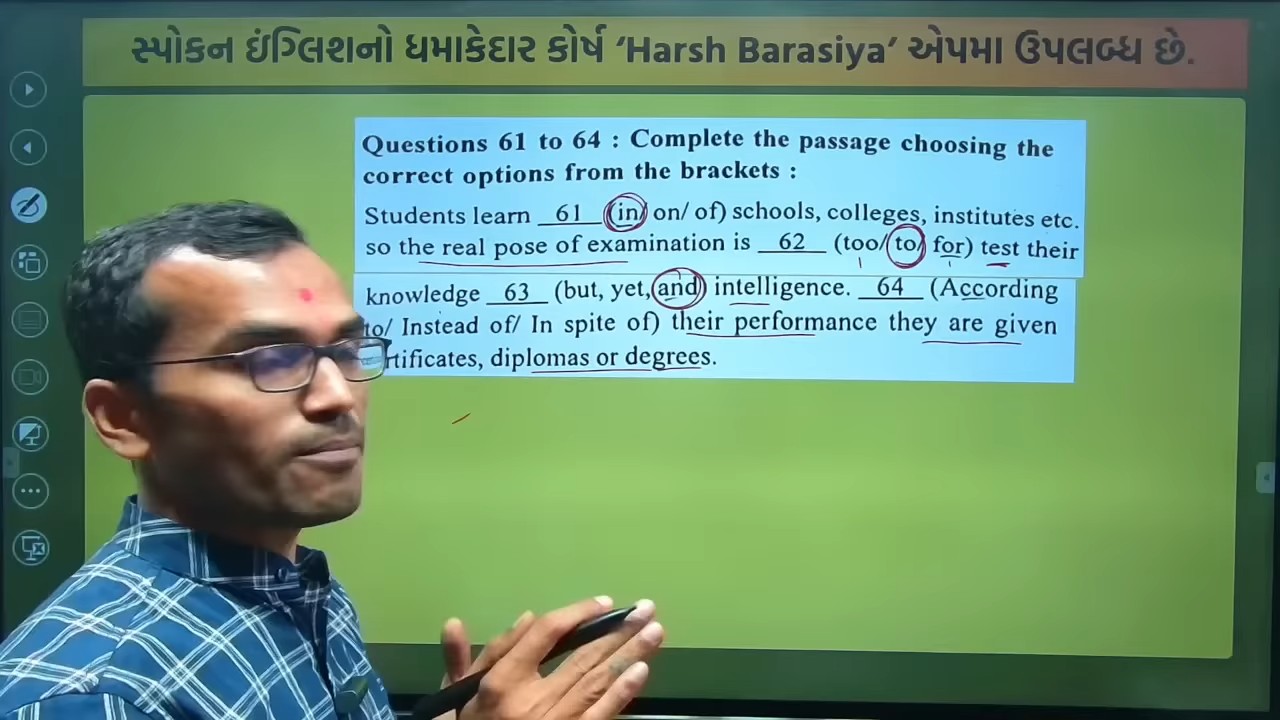 સ્પોકન ઇંગ્લિશનો ધમાકેદાર કોર્ષ ‘Harsh Barasiya’ એપમા ઉપલબ્ધ છે.
Questions 61 to 64 : Complete the passage choosing the
correct options from the brackets :
Students learn 61 (in/ on/ of) schools, colleges, institutes etc.
so the real pose of examination is 62 (too/ to/ for) test their
knowledge 63 (but, yet, and) intelligence. 64 (According
to/ Instead of/ In spite of) their performance they are given
rtificates, diplomas or degrees.